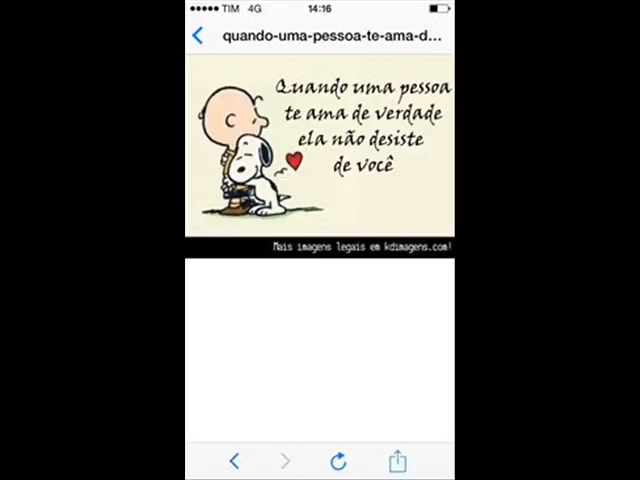 TIM 4G 14:16
quando-uma-pessoa-te-ama-d...
Quando uma pessoa
te ama de verdade
ela não desiste
de você
Mais imagens legais em kdimagens.com!